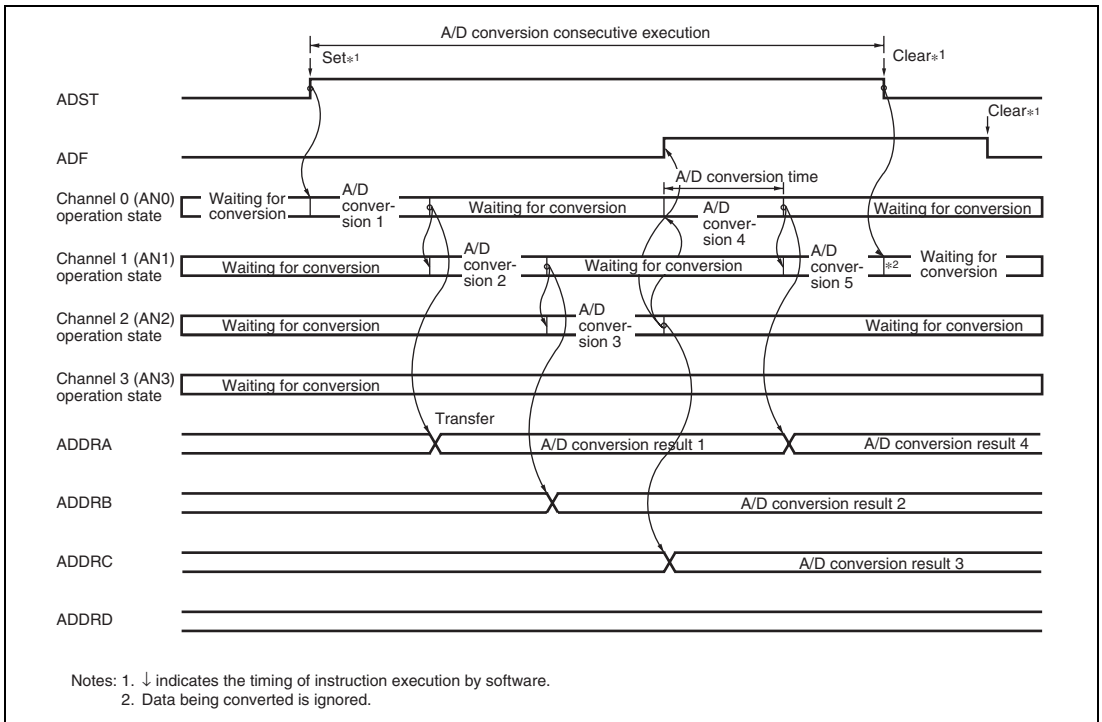 A/D conversion consecutive execution
Set*1
Clear*1
ADST
Clear*1
ADF
A/D conversion time
Channel 0 (AN0)
operation state
Waiting for
conversion
A/D
conver-
sion 1
Waiting for conversion
A/D
conver-
sion 4
Waiting for conversion
Channel 1 (AN1)
operation state
Waiting for conversion
A/D
conver-
sion 2
Waiting for conversion
A/D
conver-
sion 5
*2
Waiting for
conversion
Channel 2 (AN2)
operation state
Waiting for conversion
A/D
conver-
sion 3
Waiting for conversion
Channel 3 (AN3)
operation state
Waiting for conversion
Transfer
ADDRA
A/D conversion result 1
A/D conversion result 4
ADDRB
A/D conversion result 2
ADDRC
A/D conversion result 3
ADDRD
Notes: 1. ↓ indicates the timing of instruction execution by software.
2. Data being converted is ignored.